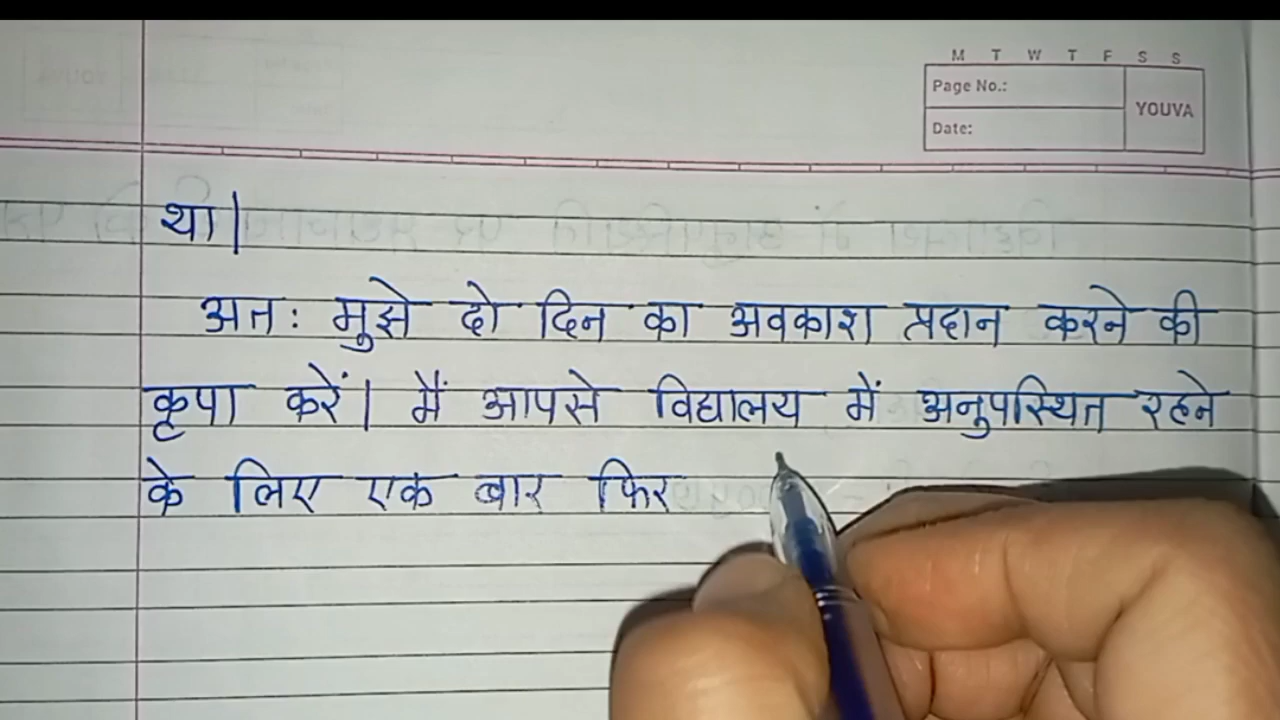 M T W T F S S
Page No.:
YOUVA
Date:
था|
अतः मुझे दो दिन का अवकाश प्रदान करने की
कृपा करें| मैं आपसे विद्यालय में अनुपस्थित रहने
के लिए एक बार फिर